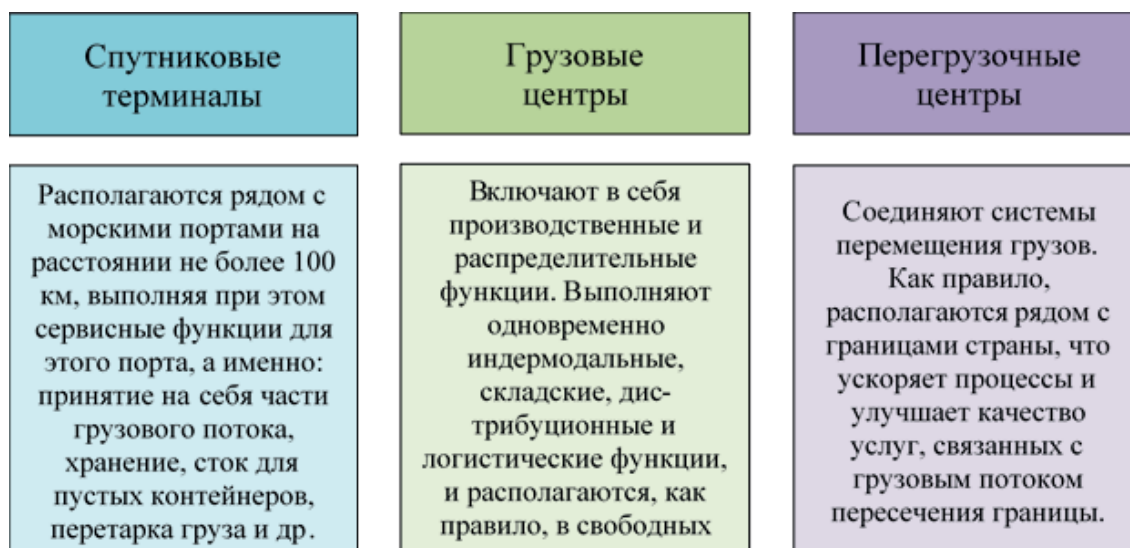 Спутниковые
терминалы
Располагаются рядом с
морскими портами на
расстоянии не более 100
км, выполняя при этом
сервисные функции для
этого порта, а именно:
принятие на себя части
грузового потока,
хранение, сток для
пустых контейнеров,
перетарка груза и др.
Грузовые
центры
Включают в себя
производственные и
распределительные
функции. Выполняют
одновременно
индермодальные,
складские, дис-
трибуционные и
логистические функции,
и располагаются, как
правило, в свободных
Перегрузочные
центры
Соединяют системы
перемещения грузов.
Как правило,
располагаются рядом с
границами страны, что
ускоряет процессы и
улучшает качество
услуг, связанных с
грузовым потоком
пересечения границы.